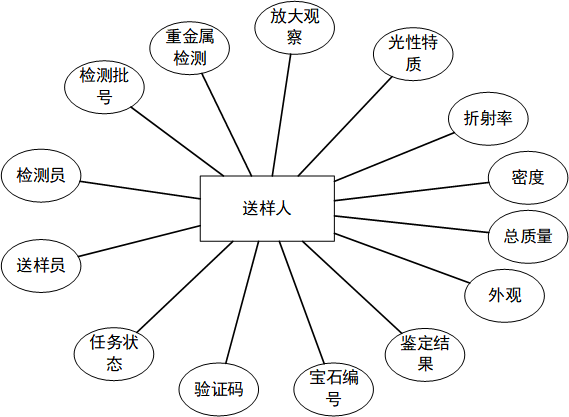 放大观
察
重金属
检测
光性特
质
检测批
号
折射率
检测员
密度
送样人
总质量
送样员
外观
任务状
态
鉴定结
果
验证码
宝石编
号